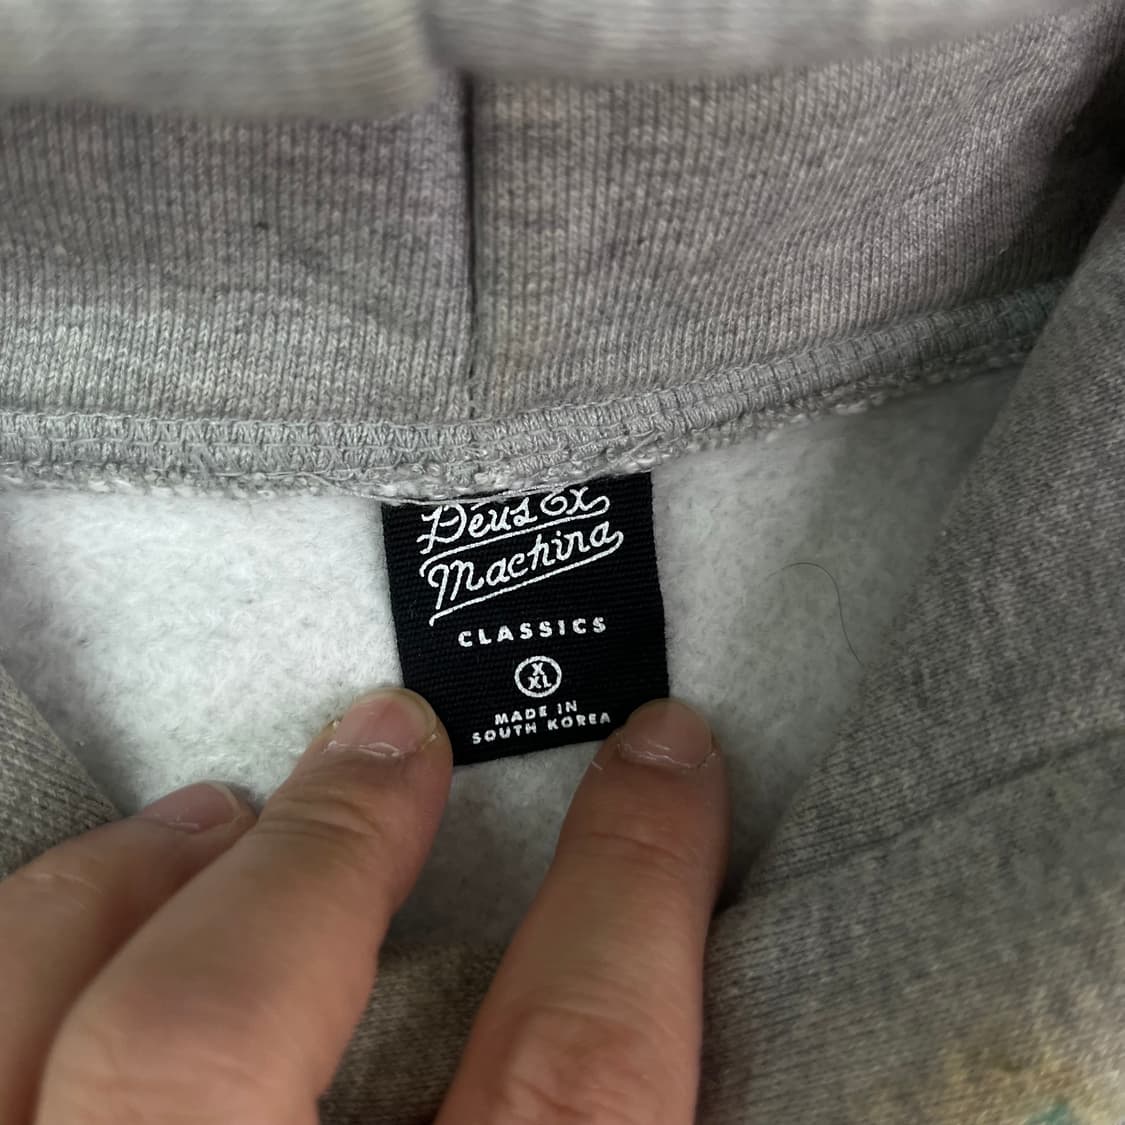 Deus Ex
Machina
CLASSICS
X
XL
MADE IN
SOUTH KOREA